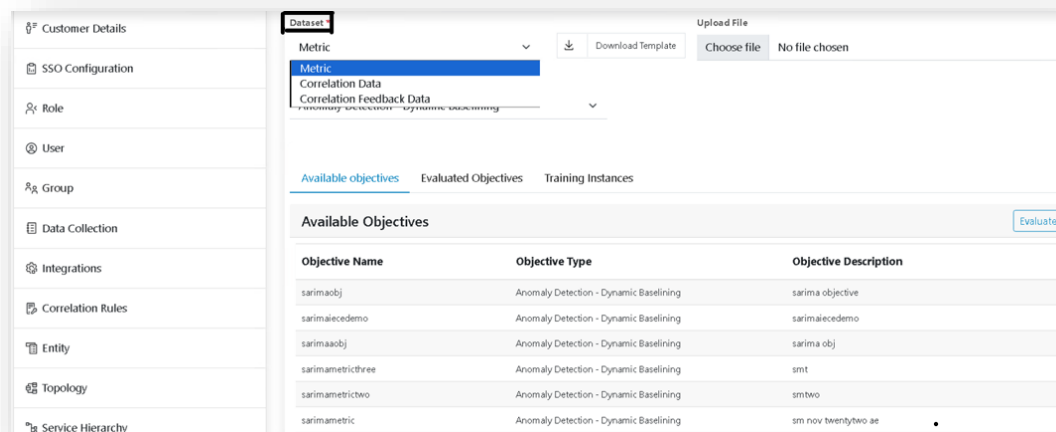 Customer Details
SSO Configuration
Role
User
Group
Data Collection
Integrations
Correlation Rules
Entity
Topology
Service Hierarchy
Dataset *
Upload File
Metric
Download Template
Choose file No file chosen
Metric
Correlation Data
Correlation Feedback Data
Anomaly Detection - Dynamic Baselining
Available objectives Evaluated Objectives Training Instances
Available Objectives
Evaluate
Objective Name Objective Type Objective Description
sarimaobj Anomaly Detection - Dynamic Baselining sarima objective
sarimaiecedemo Anomaly Detection - Dynamic Baselining sarimaiecedemo
sarimaaobj Anomaly Detection - Dynamic Baselining sarima obj
sarimametricthree Anomaly Detection - Dynamic Baselining smt
sarimametrictwo Anomaly Detection - Dynamic Baselining smtwo
sarimametric Anomaly Detection - Dynamic Baselining sm nov twentytwo ae